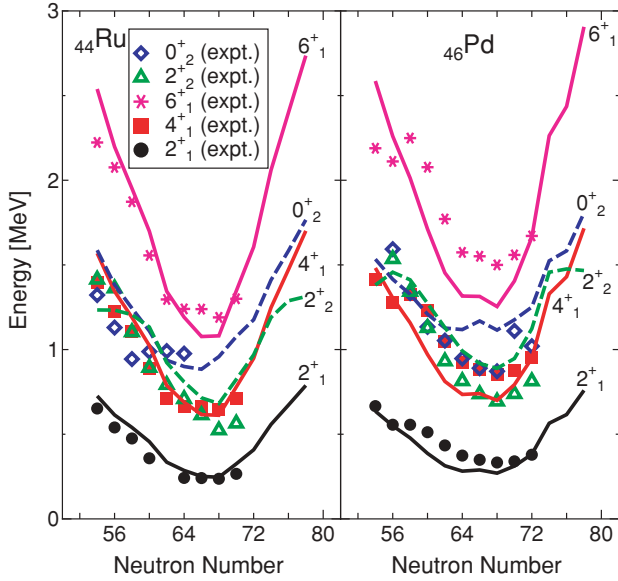 ₄₄Ru
0⁺₂ (expt.)
2⁺₂ (expt.)
6⁺₁ (expt.)
4⁺₁ (expt.)
2⁺₁ (expt.)
6⁺₁
0⁺₂
4⁺₁
2⁺₂
2⁺₁
₄₆Pd
6⁺₁
0⁺₂
2⁺₂
4⁺₁
2⁺₁
Energy [MeV]
3
2
1
0
56 64 72 80
56 64 72 80
Neutron Number
Neutron Number